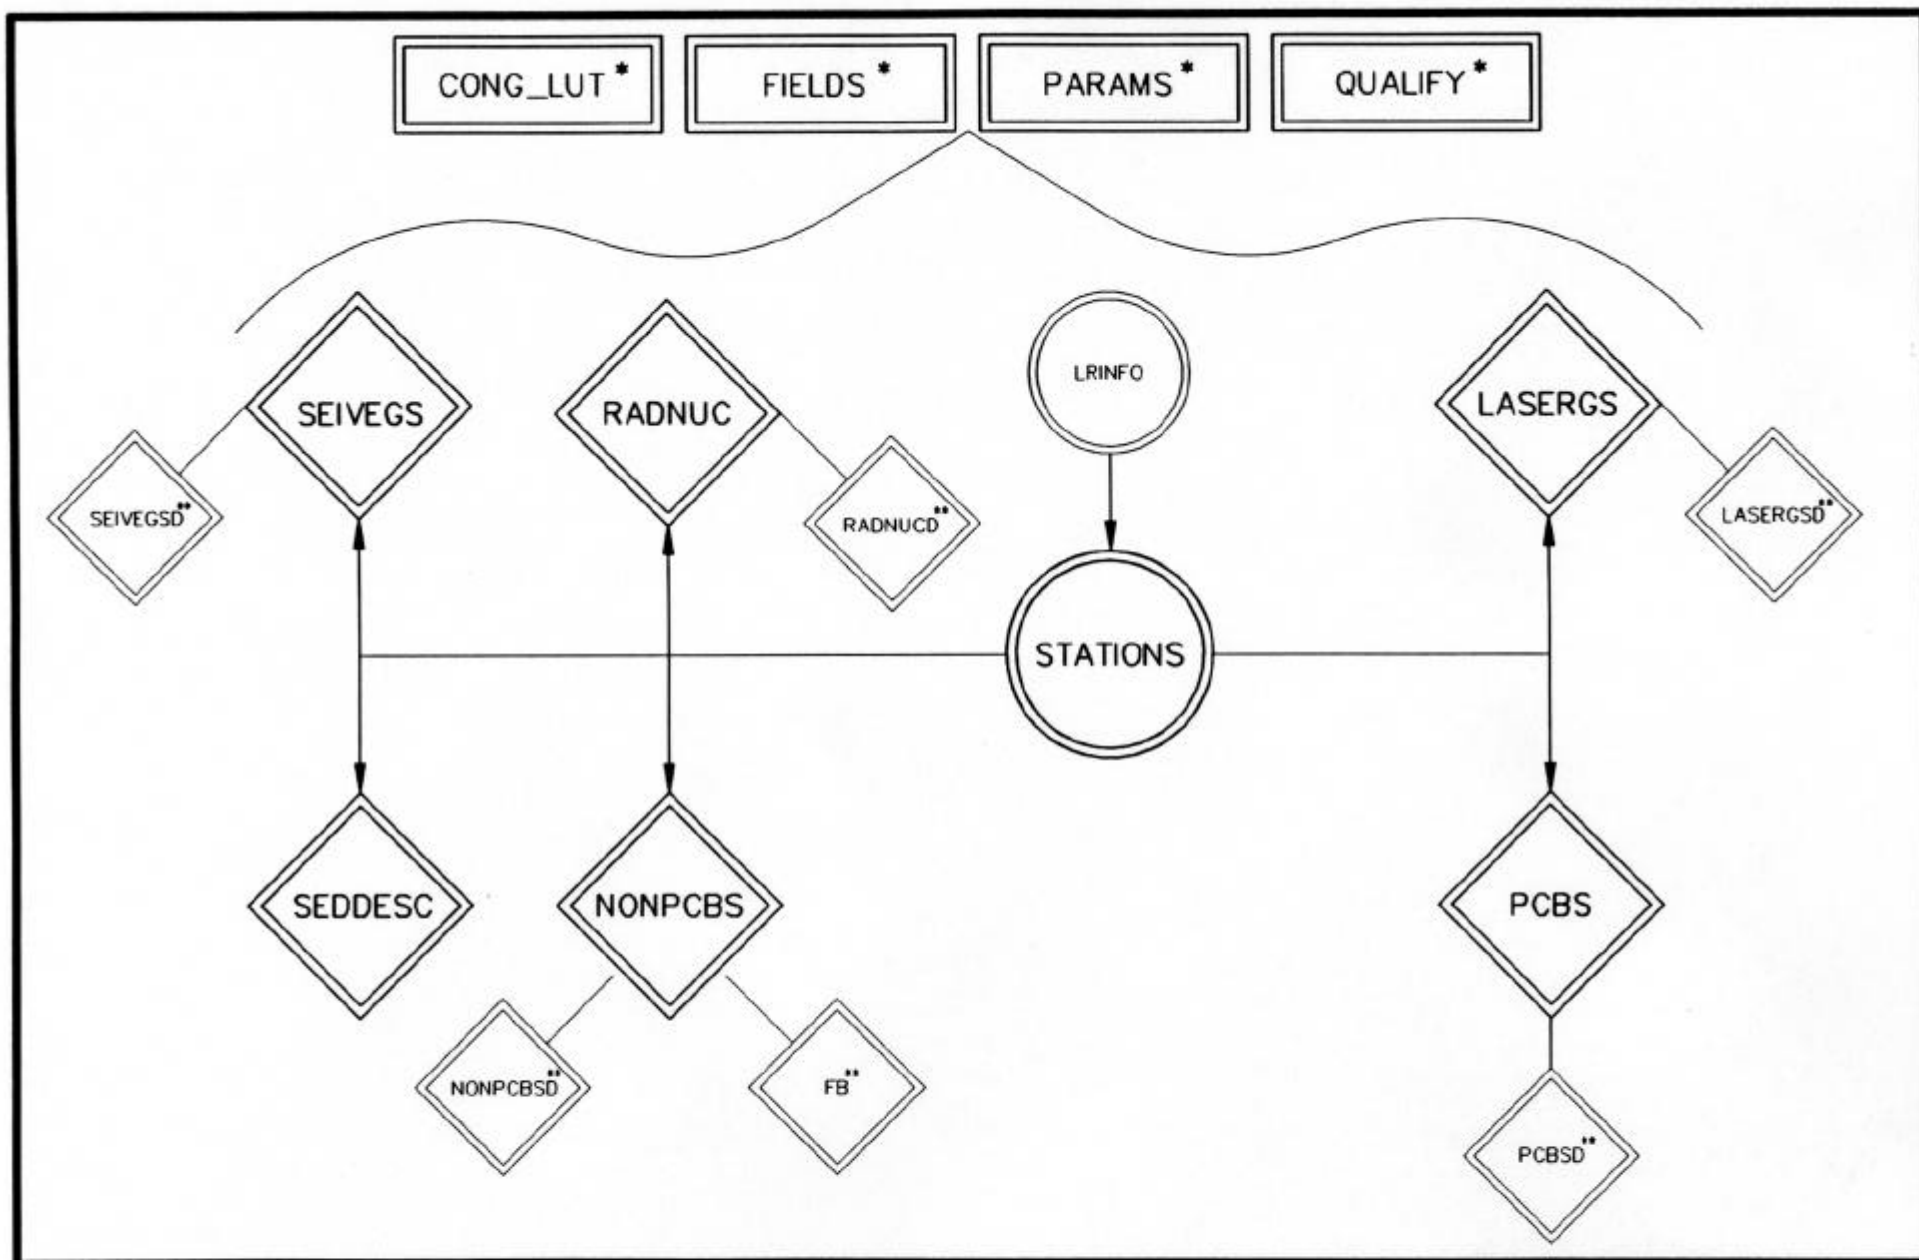 CONG_LUT *
FIELDS *
PARAMS *
QUALIFY *
LRINFO
SEIVEGS
RADNUC
LASERGS
SEIVEGSD**
RADNUCD**
LASERGSD**
STATIONS
SEDDESC
NONPCBS
PCBS
NONPCBSD**
FB**
PCBSD**